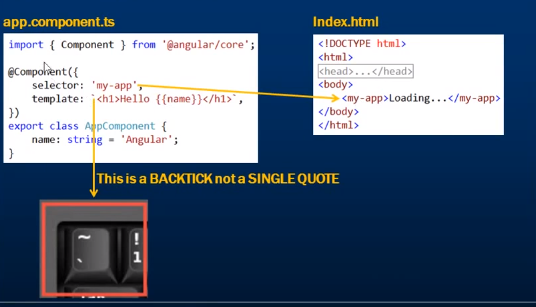 app.component.ts
import { Component } from '@angular/core';
@Component({
selector: 'my-app',
template: `<h1>Hello {{name}}</h1>`,
})
export class AppComponent {
name: string = 'Angular';
}
Index.html
<!DOCTYPE html>
<html>
<head>...</head>
<body>
<my-app>Loading...</my-app>
</body>
</html>
This is a BACKTICK not a SINGLE QUOTE
~ !
` 1